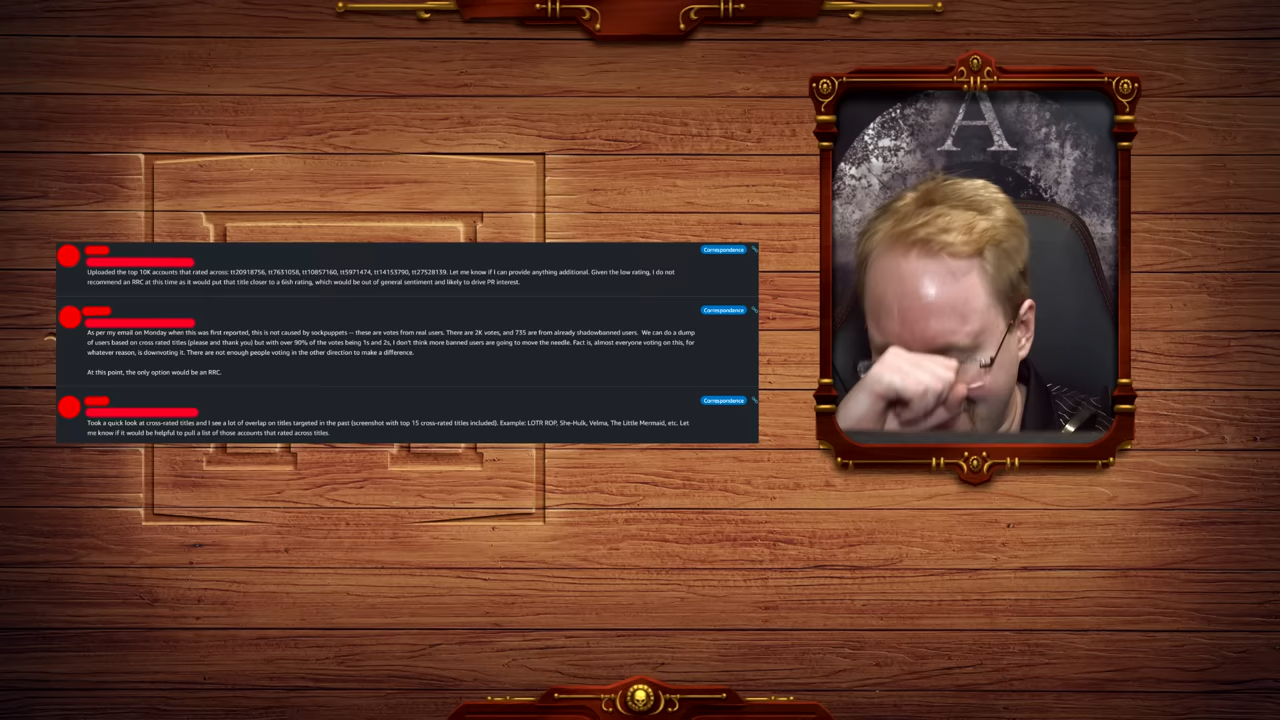 A
Correspondence
Uploaded the top 10K accounts that rated across: tt20918756, tt7631058, tt10857160, tt5971474, tt14153790, tt27528139. Let me know if I can provide anything additional. Given the low rating, I do not
recommend an RRC at this time as it would put that title closer to a 6ish rating, which would be out of general sentiment and likely to drive PR interest.
Correspondence
As per my email on Monday when this was first reported, this is not caused by sockpuppets -- these are votes from real users. There are 2K votes, and 735 are from already shadowbanned users. We can do a dump
of users based on cross rated titles (please and thank you) but with over 90% of the votes being 1s and 2s, I don't think more banned users are going to move the needle. Fact is, almost everyone voting on this, for
whatever reason, is downvoting it. There are not enough people voting in the other direction to make a difference.
At this point, the only option would be an RRC.
Correspondence
Took a quick look at cross-rated titles and I see a lot of overlap on titles targeted in the past (screenshot with top 15 cross-rated titles included). Example: LOTR ROP, She-Hulk, Velma, The Little Mermaid, etc. Let
me know if it would be helpful to pull a list of those accounts that rated across titles.